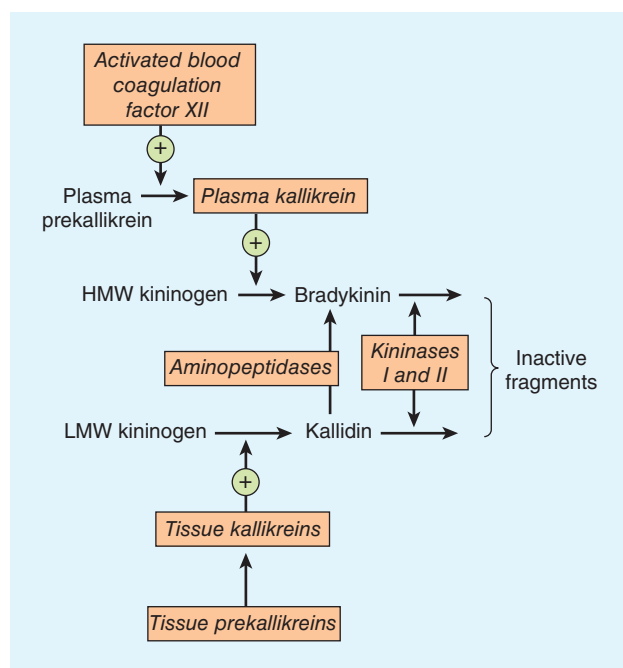 Activated blood
coagulation
factor XII
+
Plasma
prekallikrein
Plasma kallikrein
+
HMW kininogen
Bradykinin
Aminopeptidases
Kininases
I and II
Inactive
fragments
LMW kininogen
Kallidin
+
Tissue kallikreins
Tissue prekallikreins